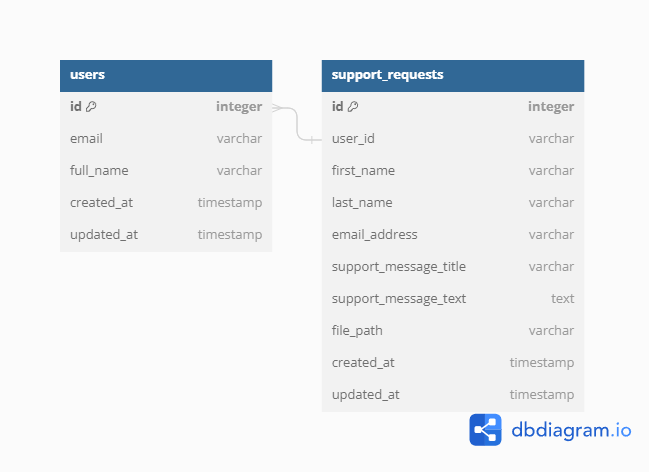 users
id integer
email varchar
full_name varchar
created_at timestamp
updated_at timestamp
support_requests
id integer
user_id varchar
first_name varchar
last_name varchar
email_address varchar
support_message_title varchar
support_message_text text
file_path varchar
created_at timestamp
updated_at timestamp
dbdiagram.io